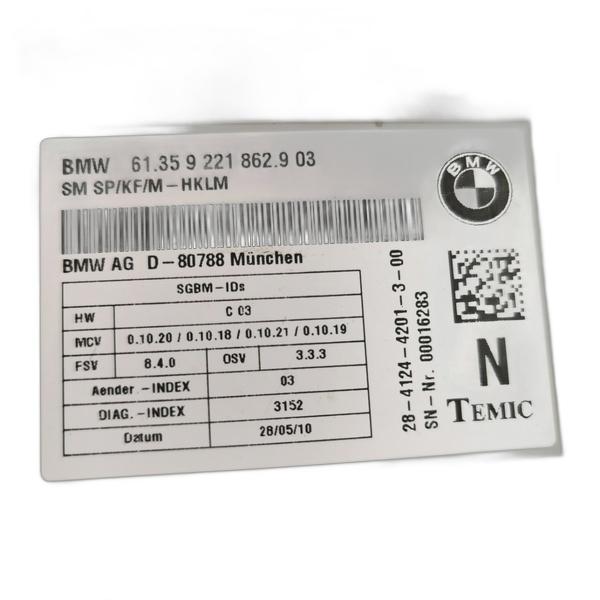 BMW 61.35 9 221 862.9 03
SM SP/KF/M-HKLM
BMW
BMW AG D-80788 München
SGBM-IDs
HW C 03
MCV 0.10.20 / 0.10.18 / 0.10.21 / 0.10.19
FSV 8.4.0 OSV 3.3.3
Aender.-INDEX 03
DIAG.-INDEX 3152
Datum 28/05/10
28-4124-4201-3-00
SN-Nr. 00016283
N
TEMIC